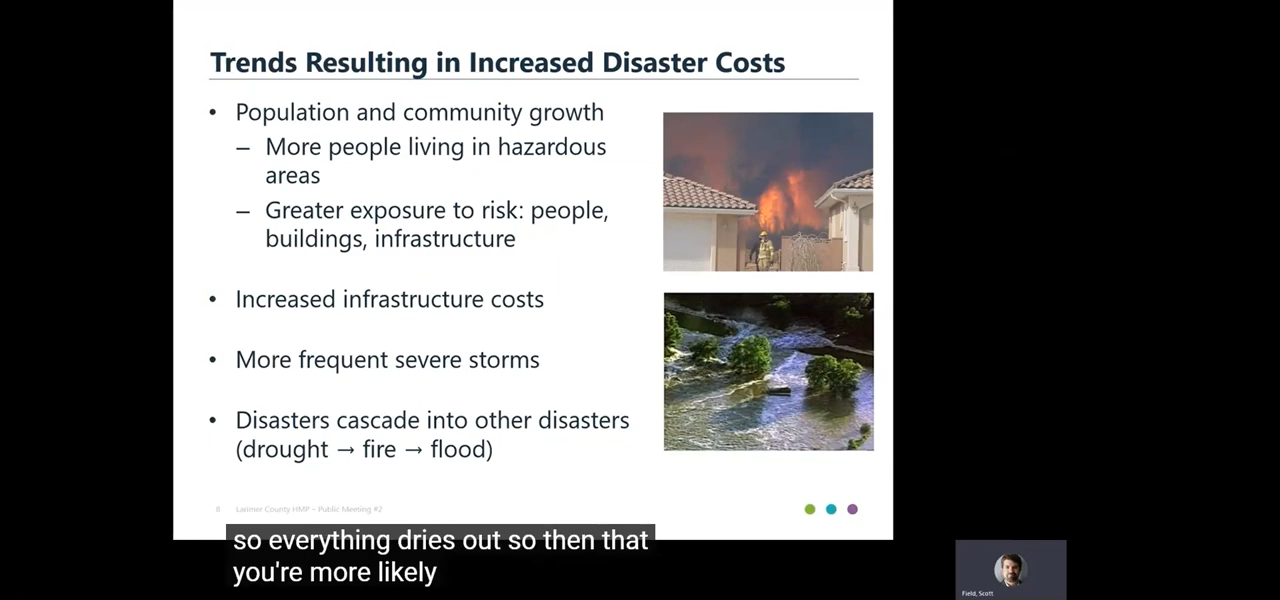 Trends Resulting in Increased Disaster Costs
• Population and community growth
– More people living in hazardous
areas
– Greater exposure to risk: people,
buildings, infrastructure
• Increased infrastructure costs
• More frequent severe storms
• Disasters cascade into other disasters
(drought → fire → flood)
8 Larimer County HMP – Public Meeting #2
so everything dries out so then that
you're more likely
Field, Scott